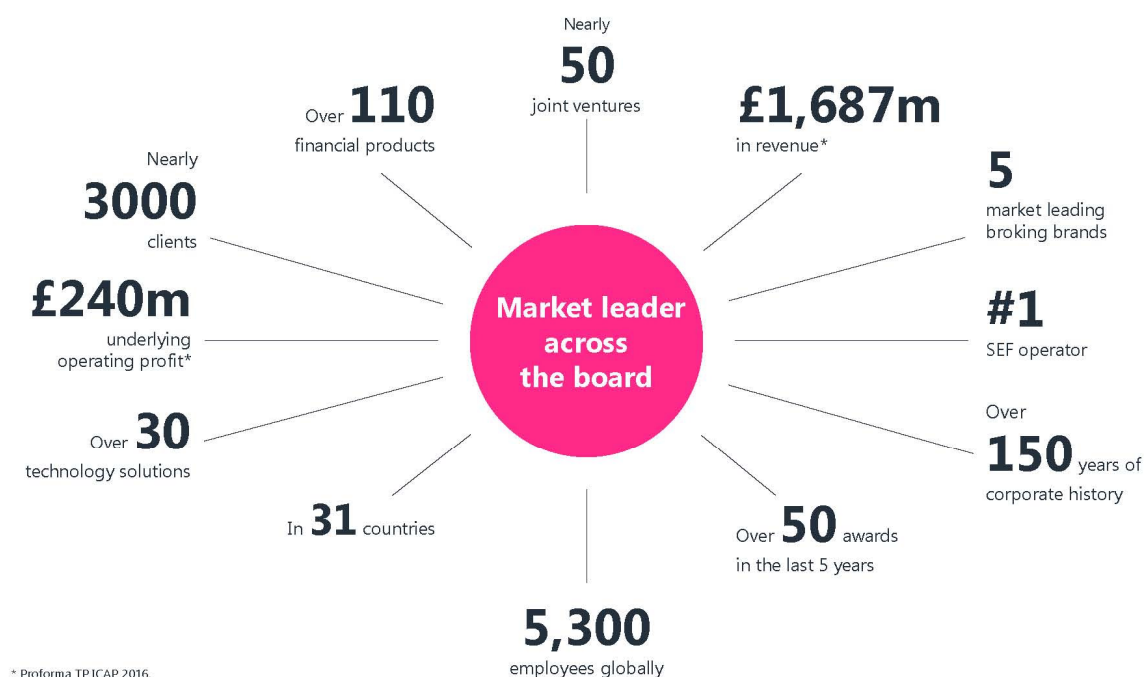 Nearly
50
joint ventures
Over 110
financial products
£1,687m
in revenue*
Nearly
3000
clients
5
market leading
broking brands
£240m
underlying
operating profit*
Market leader
across
the board
#1
SEF operator
Over 30
technology solutions
Over
150 years of
corporate history
In 31 countries
Over 50 awards
in the last 5 years
5,300
employees globally
* Proforma TP ICAP 2016.